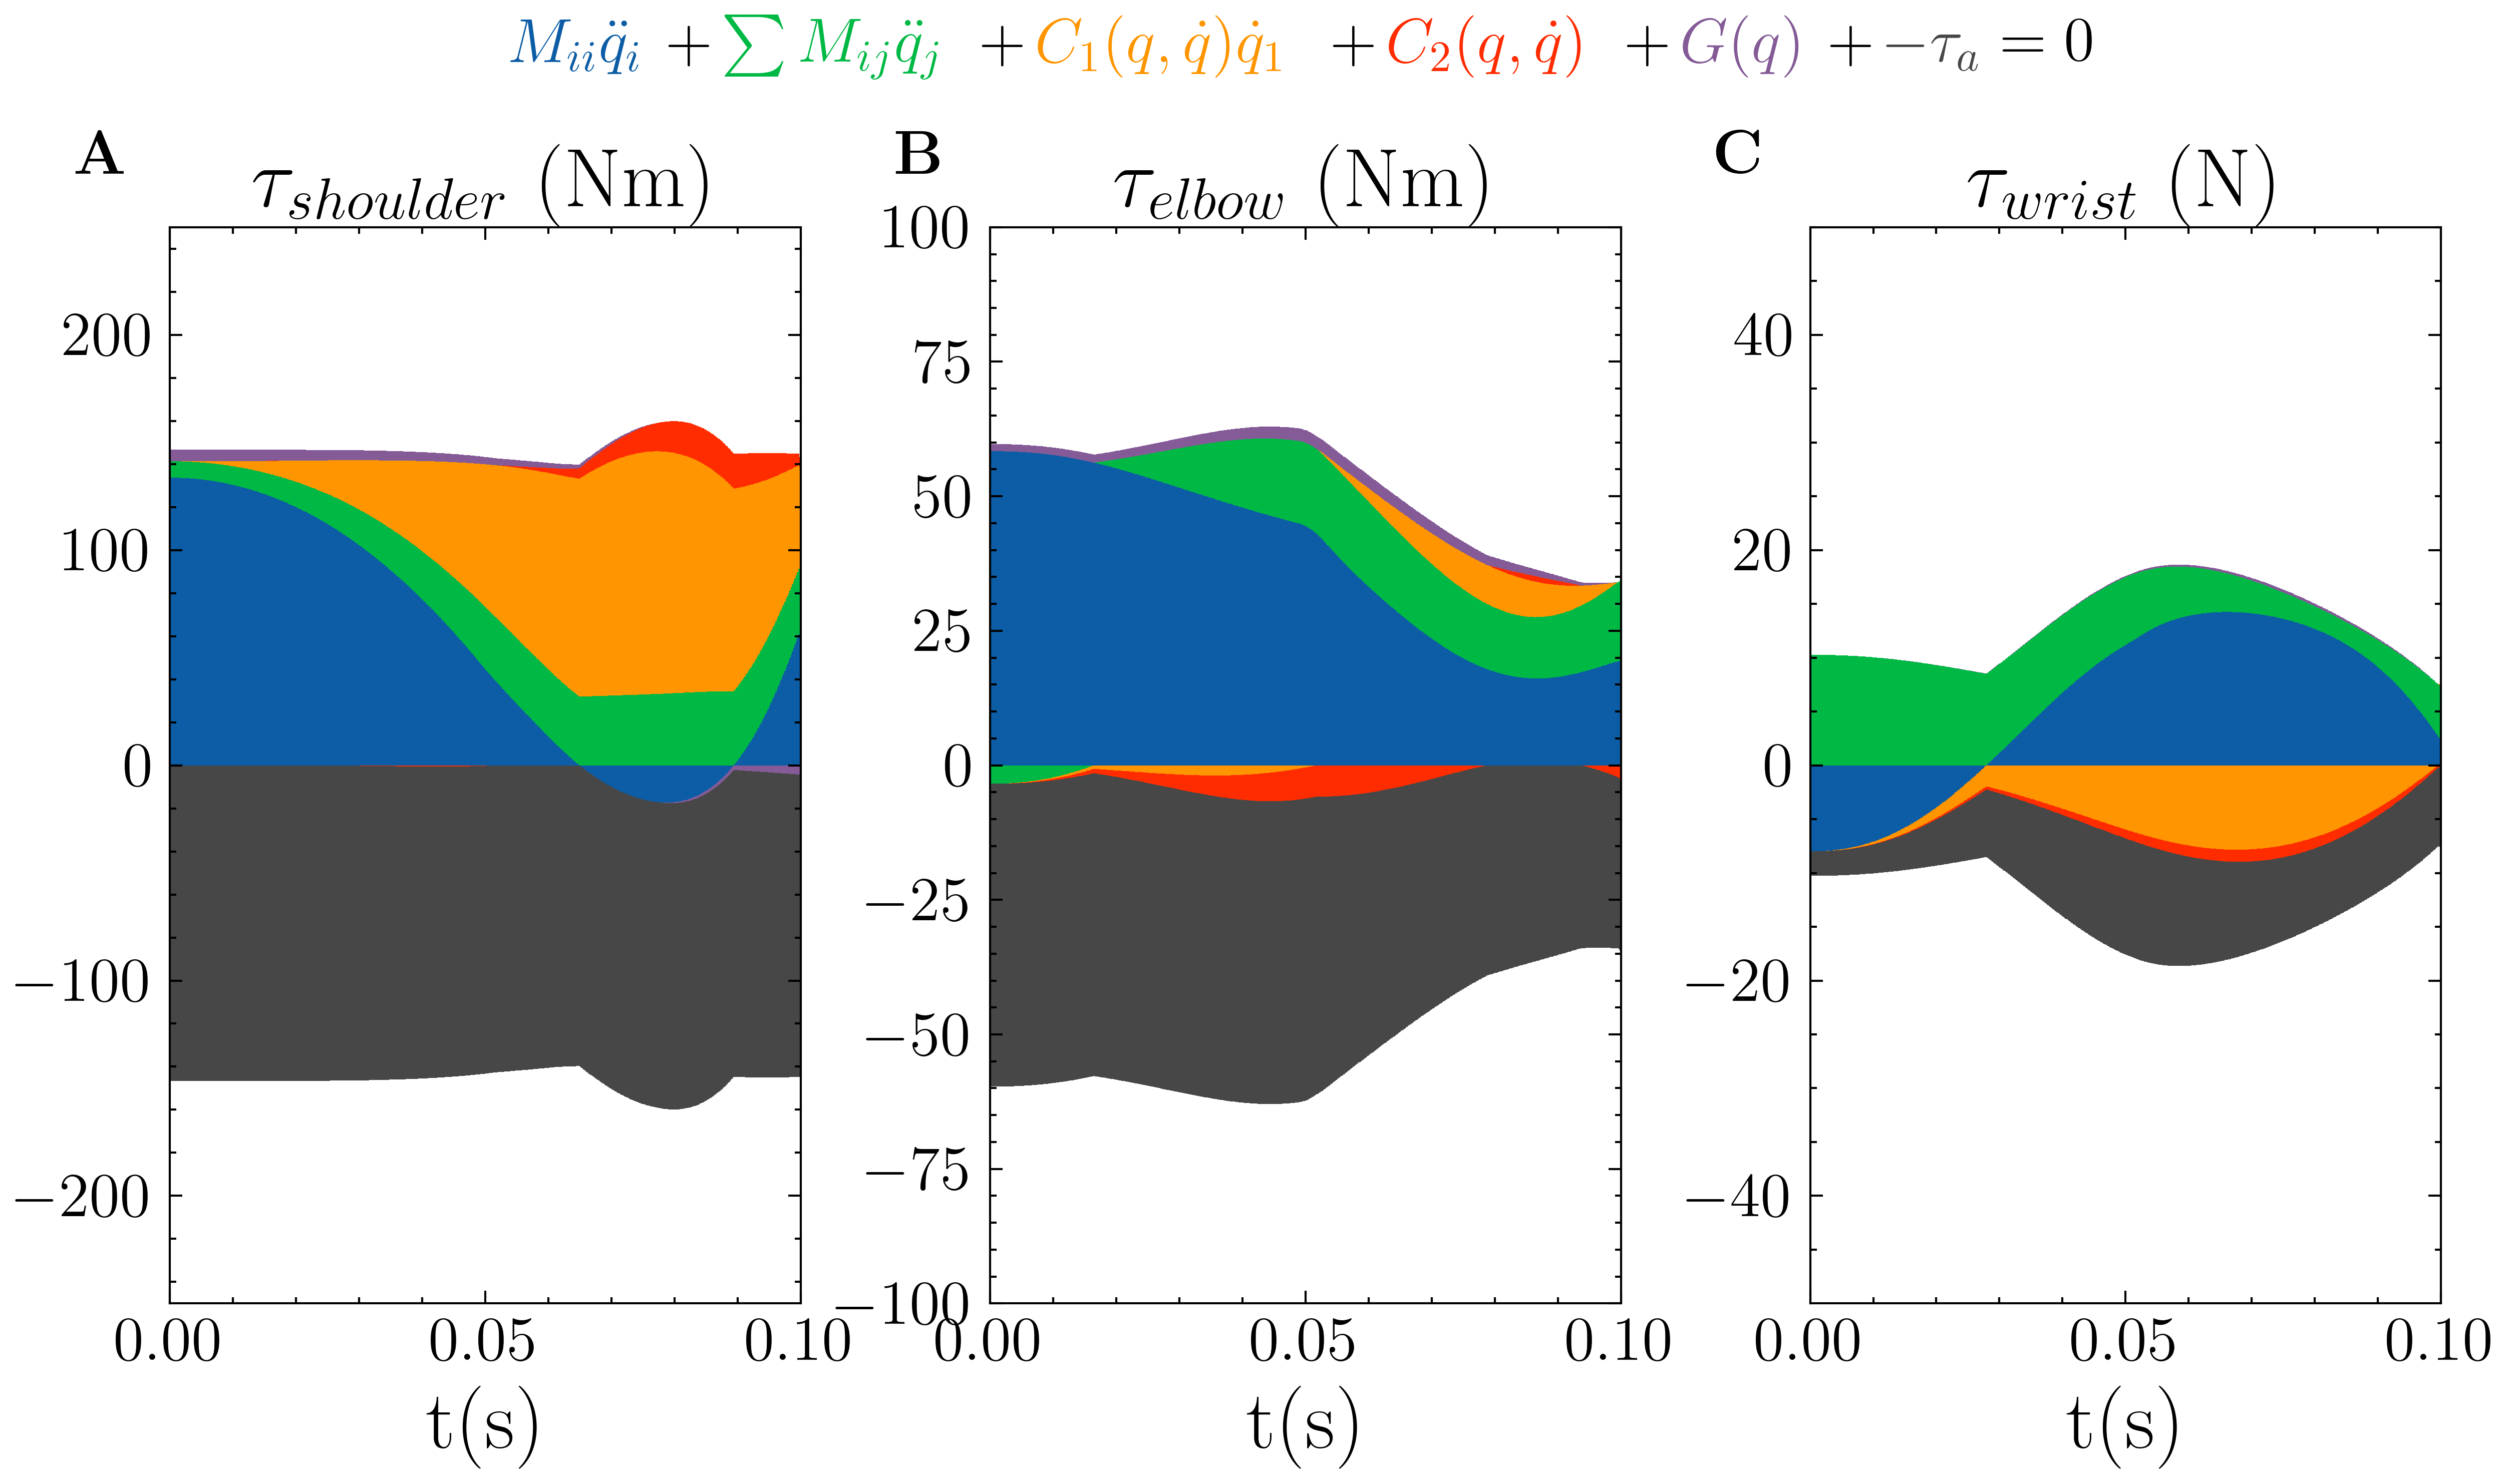 M_{ii}q̈_i + ∑ M_{ij}q̈_j + C_1(q, q̇)q̇_1 + C_2(q, q̇) + G(q) + −τ_a = 0
A
τ_{shoulder} (Nm)
200
100
0
−100
−200
0.00 0.05 0.10
t(s)
B
τ_{elbow} (Nm)
100
75
50
25
0
−25
−50
−75
−100
0.00 0.05 0.10
t(s)
C
τ_{wrist} (N)
40
20
0
−20
−40
0.00 0.05 0.10
t(s)